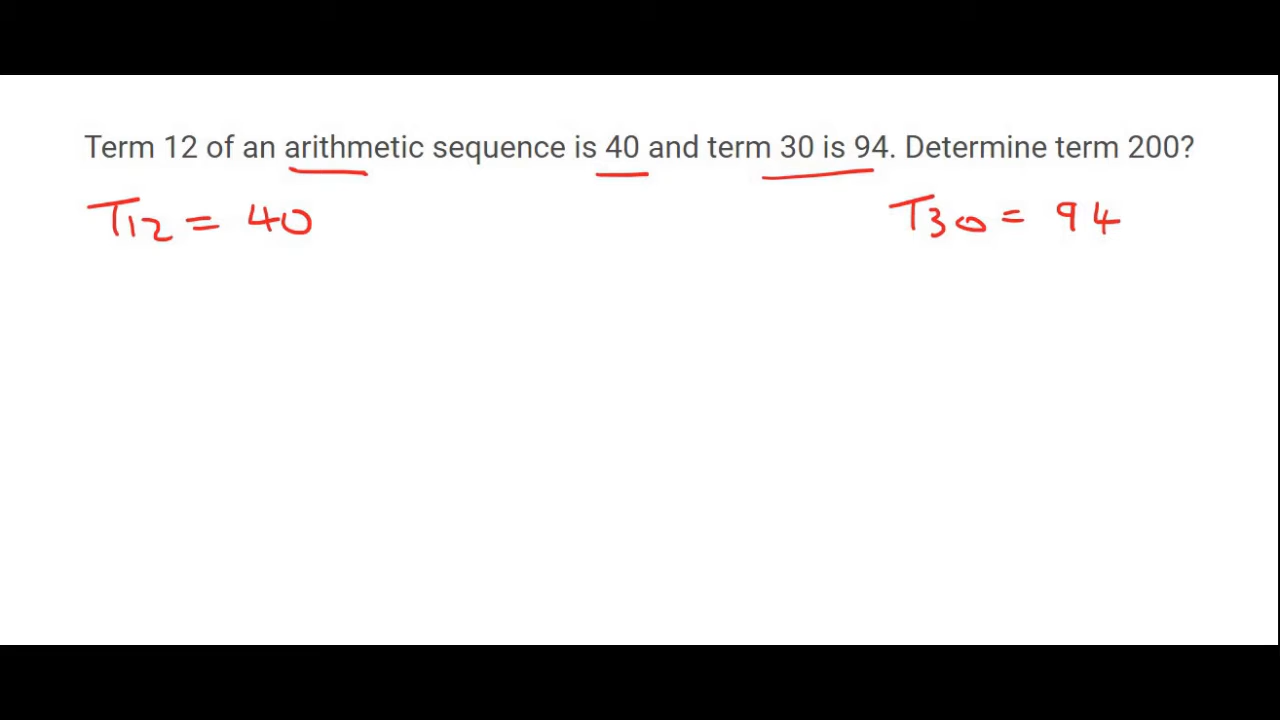 Term 12 of an arithmetic sequence is 40 and term 30 is 94. Determine term 200?
T12 = 40 T30 = 94